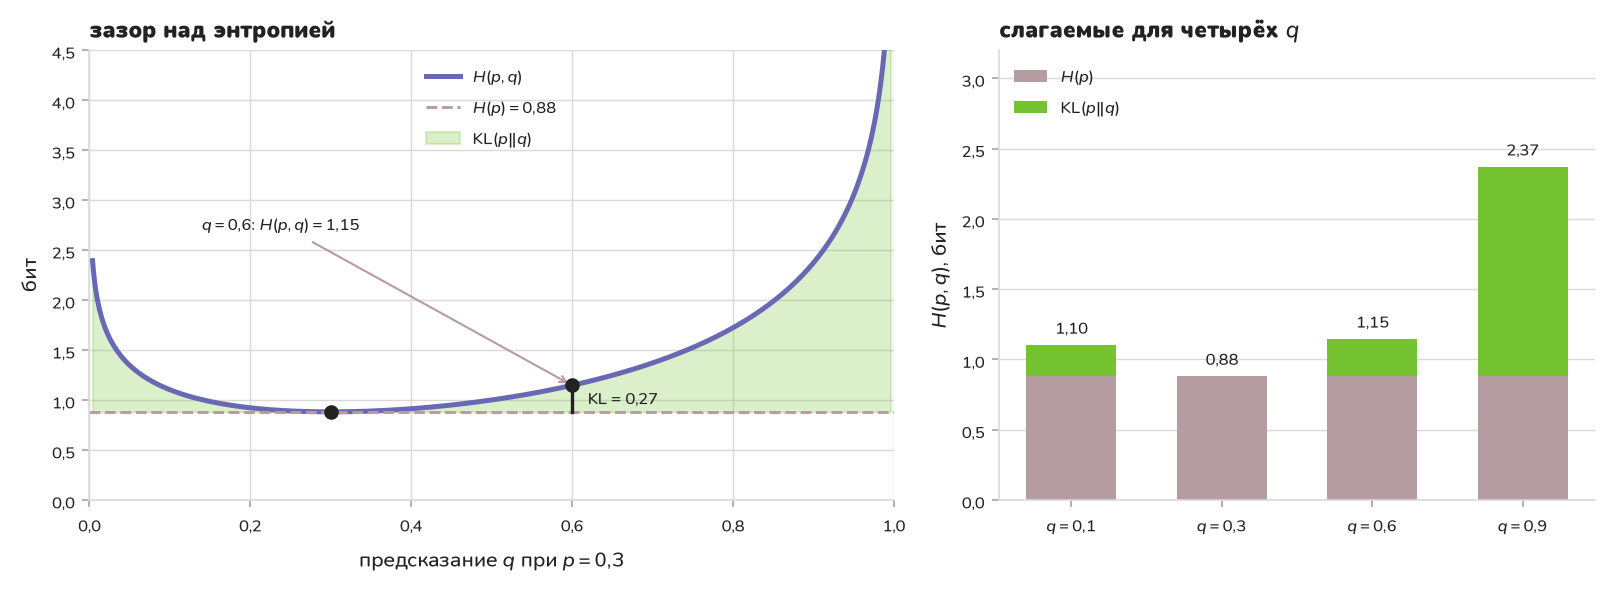 зазор над энтропией
4,5
4,0
3,5
3,0
2,5
2,0
1,5
1,0
0,5
0,0
бит
H(p, q)
H(p) = 0,88
KL(p‖q)
q = 0,6: H(p, q) = 1,15
KL = 0,27
0,0 0,2 0,4 0,6 0,8 1,0
предсказание q при p = 0,3
слагаемые для четырёх q
3,0
2,5
2,0
1,5
1,0
0,5
0,0
H(p, q), бит
H(p)
KL(p‖q)
1,10
0,88
1,15
2,37
q = 0,1 q = 0,3 q = 0,6 q = 0,9